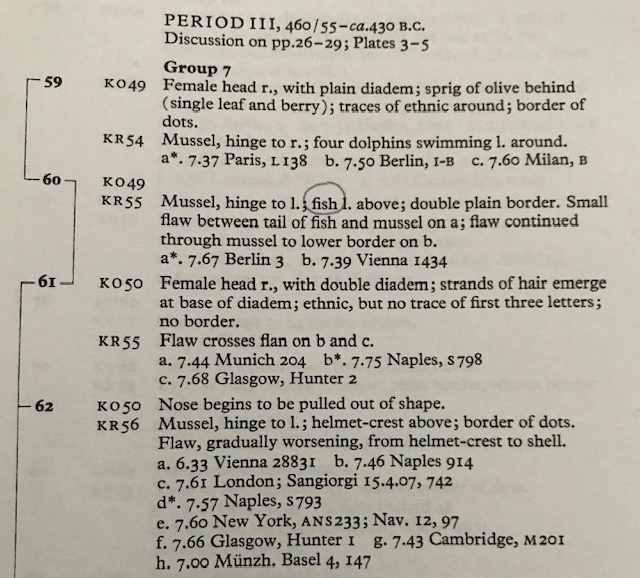 PERIOD III, 460/55–ca.430 B.C.
Discussion on pp.26–29; Plates 3–5
Group 7
59 KO49 Female head r., with plain diadem; sprig of olive behind
(single leaf and berry); traces of ethnic around; border of
dots.
KR54 Mussel, hinge to r.; four dolphins swimming l. around.
a*. 7.37 Paris, L138 b. 7.50 Berlin, I-B c. 7.60 Milan, B
60 KO49
KR55 Mussel, hinge to l.; fish l. above; double plain border. Small
flaw between tail of fish and mussel on a; flaw continued
through mussel to lower border on b.
a*. 7.67 Berlin 3 b. 7.39 Vienna 1434
61 KO50 Female head r., with double diadem; strands of hair emerge
at base of diadem; ethnic, but no trace of first three letters;
no border.
KR55 Flaw crosses flan on b and c.
a. 7.44 Munich 204 b*. 7.75 Naples, S798
c. 7.68 Glasgow, Hunter 2
62 KO50 Nose begins to be pulled out of shape.
KR56 Mussel, hinge to l.; helmet-crest above; border of dots.
Flaw, gradually worsening, from helmet-crest to shell.
a. 6.33 Vienna 28831 b. 7.46 Naples 914
c. 7.61 London; Sangiorgi 15.4.07, 742
d*. 7.57 Naples, S793
e. 7.60 New York, ANS233; Nav. 12, 97
f. 7.66 Glasgow, Hunter 1 g. 7.43 Cambridge, M201
h. 7.00 Münzh. Basel 4, 147